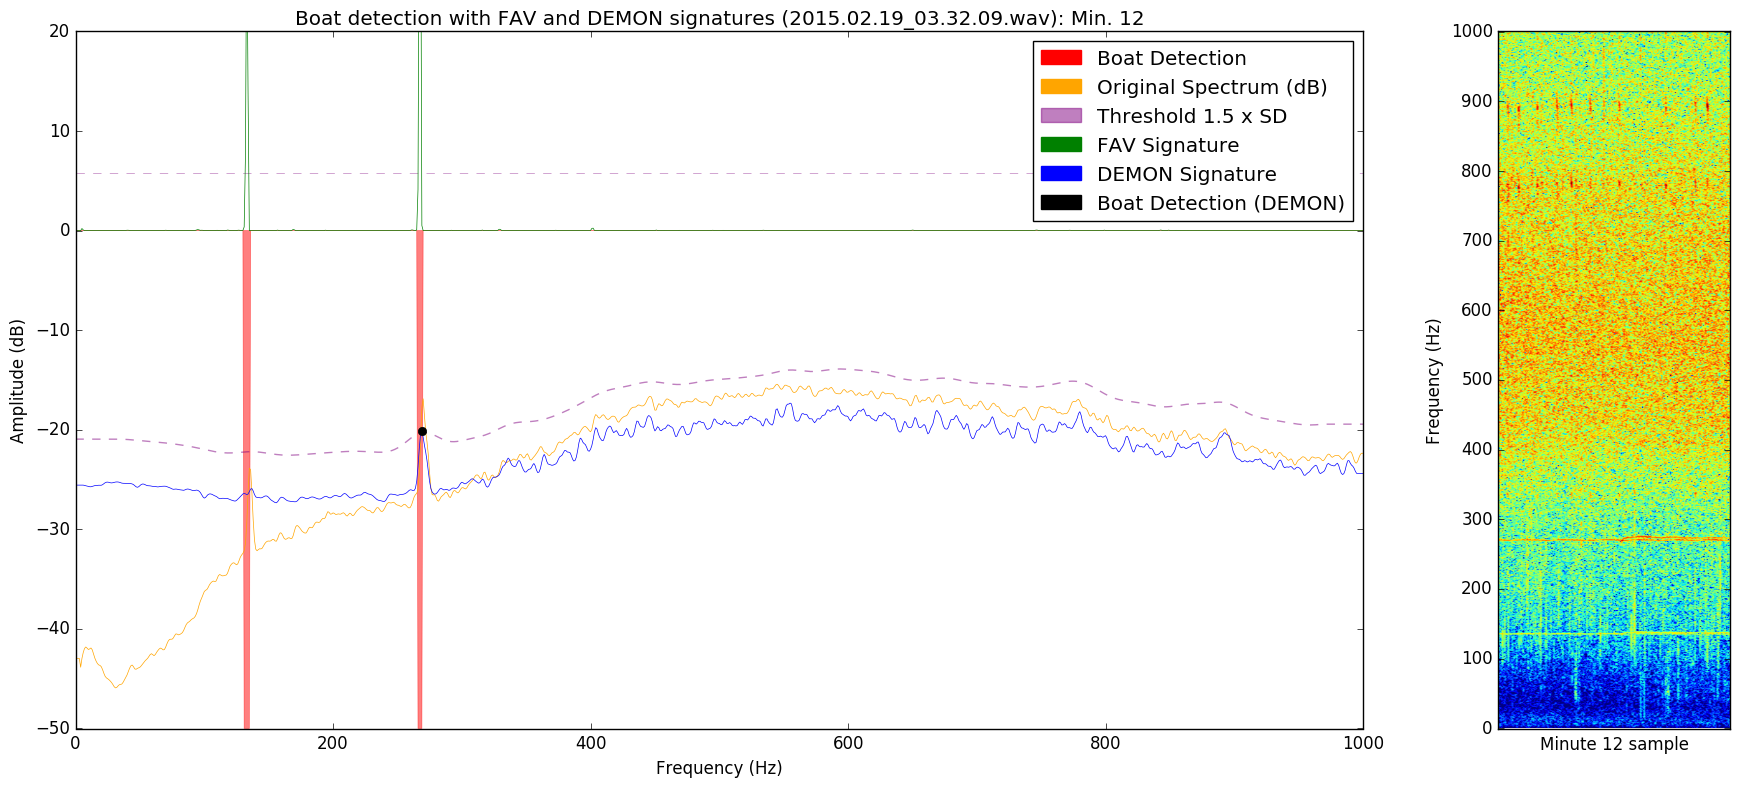 Boat detection with FAV and DEMON signatures (2015.02.19_03.32.09.wav): Min. 12
Boat Detection
Original Spectrum (dB)
Threshold 1.5 x SD
FAV Signature
DEMON Signature
Boat Detection (DEMON)
Amplitude (dB)
20
10
0
−10
−20
−30
−40
−50
0
200
400
600
800
1000
Frequency (Hz)
Frequency (Hz)
1000
900
800
700
600
500
400
300
200
100
0
Minute 12 sample